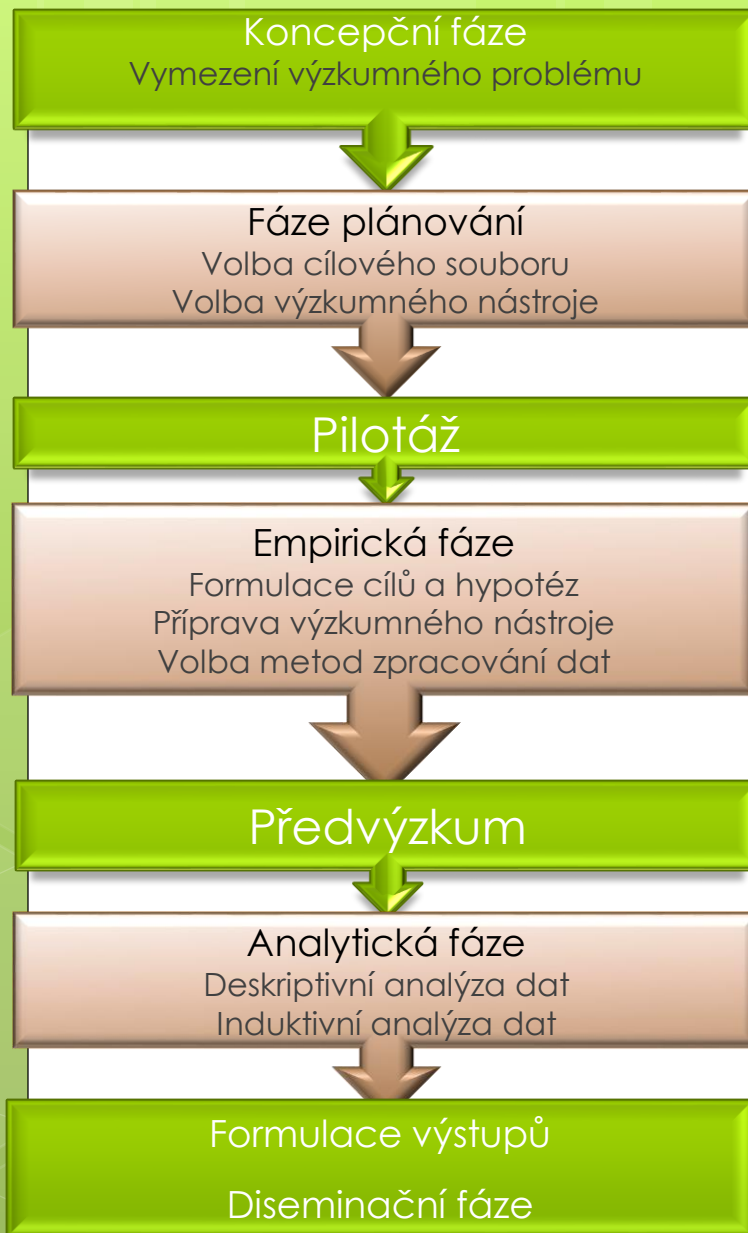 Koncepční fáze
Vymezení výzkumného problému
Fáze plánování
Volba cílového souboru
Volba výzkumného nástroje
Pilotáž
Empirická fáze
Formulace cílů a hypotéz
Příprava výzkumného nástroje
Volba metod zpracování dat
Předvýzkum
Analytická fáze
Deskriptivní analýza dat
Induktivní analýza dat
Formulace výstupů
Diseminační fáze